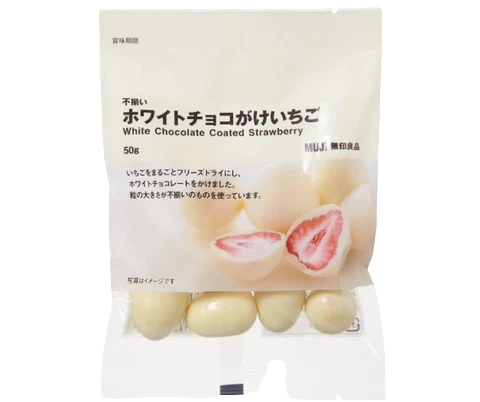 賞味期限
不揃い
ホワイトチョコがけいちご
White Chocolate Coated Strawberry
50g
MUJI 無印良品
いちごをまるごとフリーズドライにし、
ホワイトチョコレートをかけました。
粒の大きさが不揃いのものを使っています。
写真はイメージです